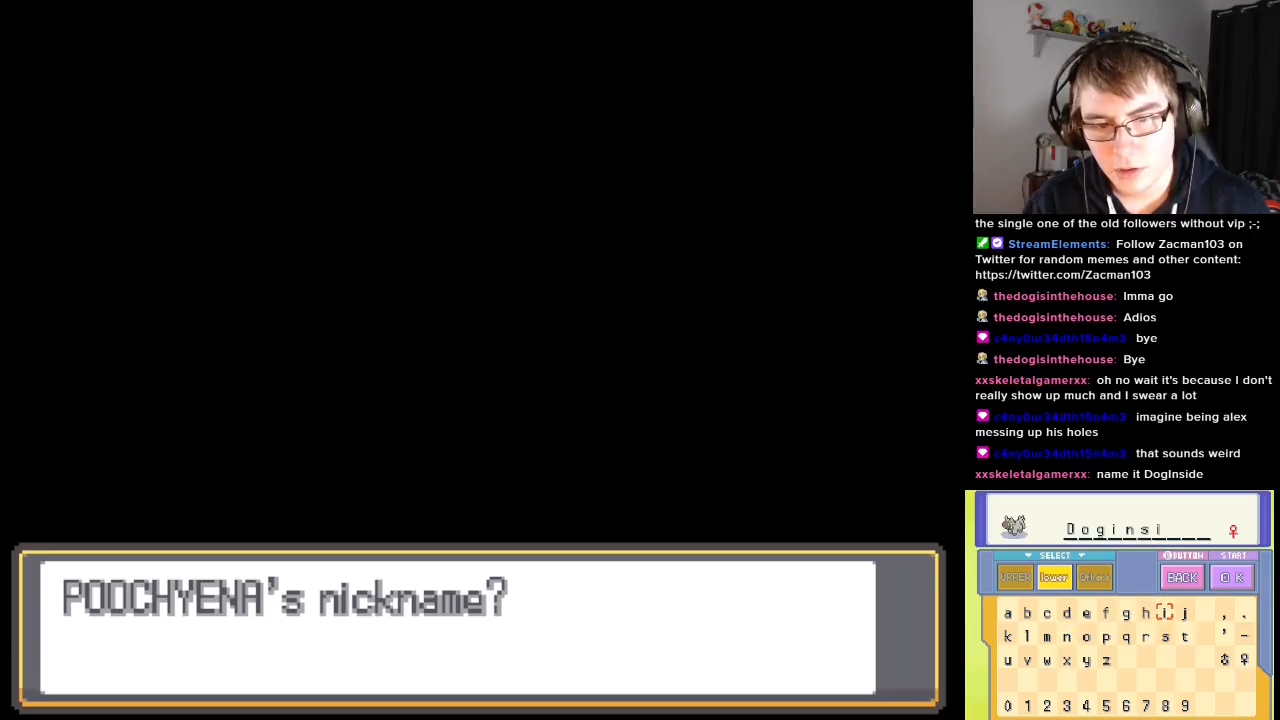 the single one of the old followers without vip ;-;
StreamElements: Follow Zacman103 on
Twitter for random memes and other content:
https://twitter.com/Zacman103
thedogisinthehouse: Imma go
thedogisinthehouse: Adios
c4ny0ur34dth15n4m3 bye
thedogisinthehouse: Bye
xxskeletalgamerxx: oh no wait it's because I don't
really show up much and I swear a lot
c4ny0ur34dth15n4m3 imagine being alex
messing up his holes
c4ny0ur34dth15n4m3 that sounds weird
xxskeletalgamerxx: name it DogInside
Doginsi ♀
SELECT BUTTON START
UPPER lower Others BACK OK
a b c d e f g h i j , .
k l m n o p q r s t ' -
u v w x y z ♂ ♀
0 1 2 3 4 5 6 7 8 9
POOCHYENA's nickname?